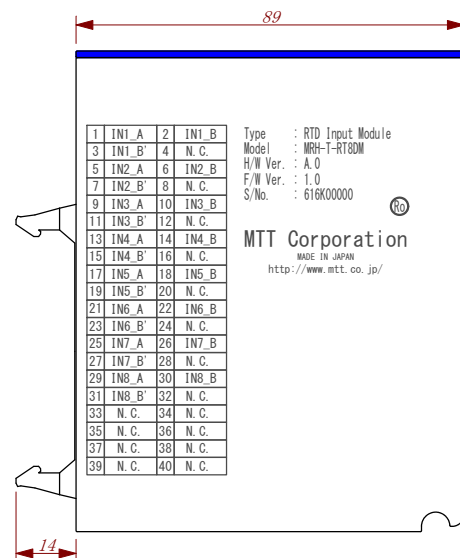 89
1 IN1_A 2 IN1_B
3 IN1_B' 4 N.C.
5 IN2_A 6 IN2_B
7 IN2_B' 8 N.C.
9 IN3_A 10 IN3_B
11 IN3_B' 12 N.C.
13 IN4_A 14 IN4_B
15 IN4_B' 16 N.C.
17 IN5_A 18 IN5_B
19 IN5_B' 20 N.C.
21 IN6_A 22 IN6_B
23 IN6_B' 24 N.C.
25 IN7_A 26 IN7_B
27 IN7_B' 28 N.C.
29 IN8_A 30 IN8_B
31 IN8_B' 32 N.C.
33 N.C. 34 N.C.
35 N.C. 36 N.C.
37 N.C. 38 N.C.
39 N.C. 40 N.C.
Type : RTD Input Module
Model : MRH-T-RT8DM
H/W Ver. : A.0
F/W Ver. : 1.0
S/No. : 616K00000
Ro
MTT Corporation
MADE IN JAPAN
http://www.mtt.co.jp/
14